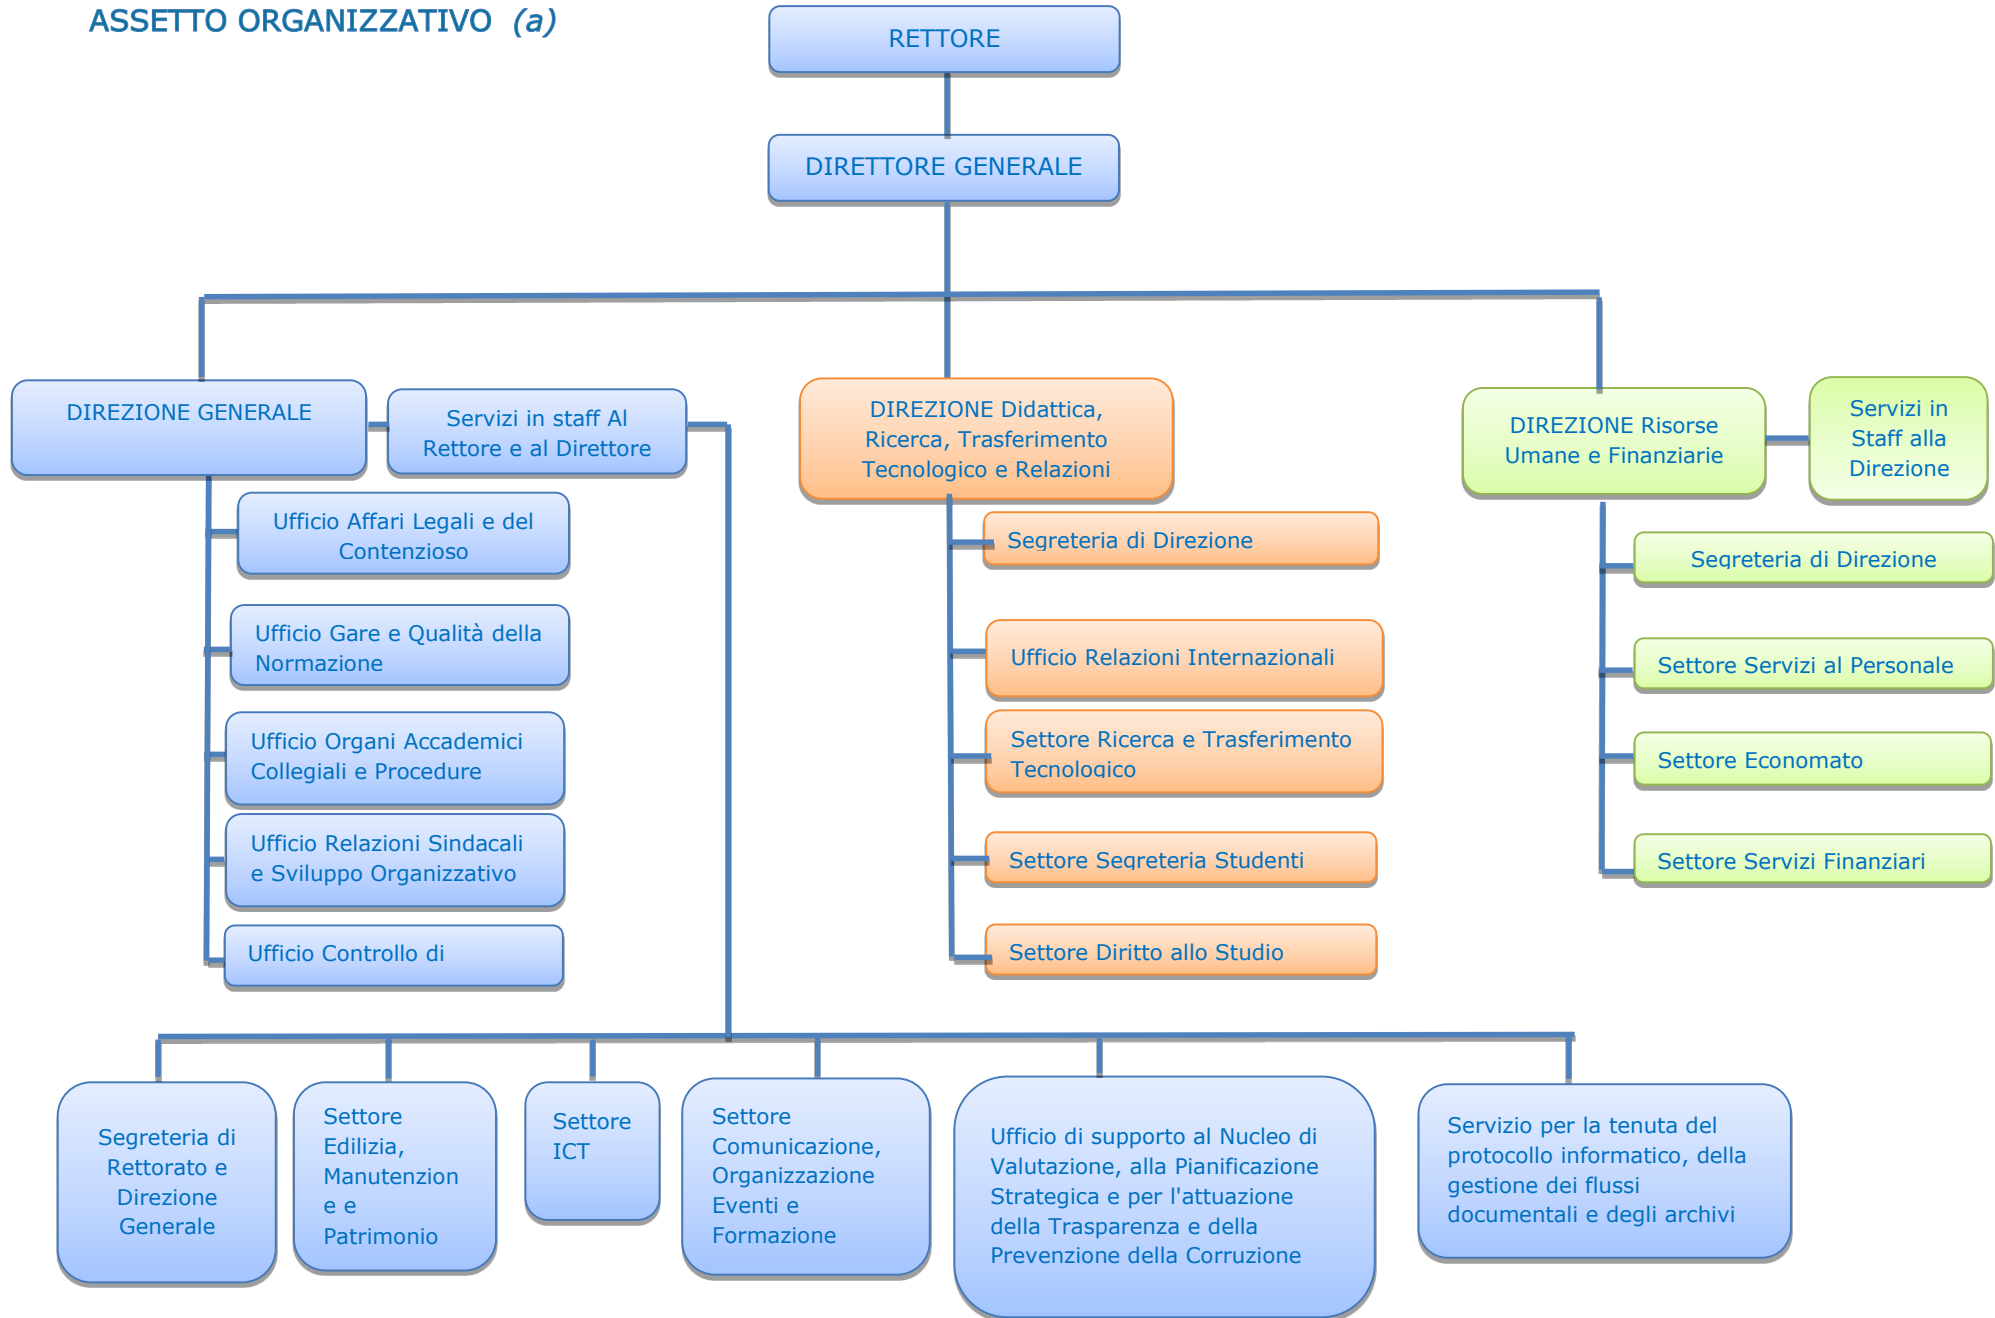 ASSETTO ORGANIZZATIVO (a)
RETTORE
DIRETTORE GENERALE
DIREZIONE GENERALE
Servizi in staff Al
Rettore e al Direttore
DIREZIONE Didattica,
Ricerca, Trasferimento
Tecnologico e Relazioni
DIREZIONE Risorse
Umane e Finanziarie
Servizi in
Staff alla
Direzione
Ufficio Affari Legali e del
Contenzioso
Ufficio Gare e Qualità della
Normazione
Ufficio Organi Accademici
Collegiali e Procedure
Ufficio Relazioni Sindacali
e Sviluppo Organizzativo
Ufficio Controllo di
Segreteria di Direzione
Ufficio Relazioni Internazionali
Settore Ricerca e Trasferimento
Tecnologico
Settore Segreteria Studenti
Settore Diritto allo Studio
Segreteria di Direzione
Settore Servizi al Personale
Settore Economato
Settore Servizi Finanziari
Segreteria di
Rettorato e
Direzione
Generale
Settore
Edilizia,
Manutenzion
e e
Patrimonio
Settore
ICT
Settore
Comunicazione,
Organizzazione
Eventi e
Formazione
Ufficio di supporto al Nucleo di
Valutazione, alla Pianificazione
Strategica e per l'attuazione
della Trasparenza e della
Prevenzione della Corruzione
Servizio per la tenuta del
protocollo informatico, della
gestione dei flussi
documentali e degli archivi